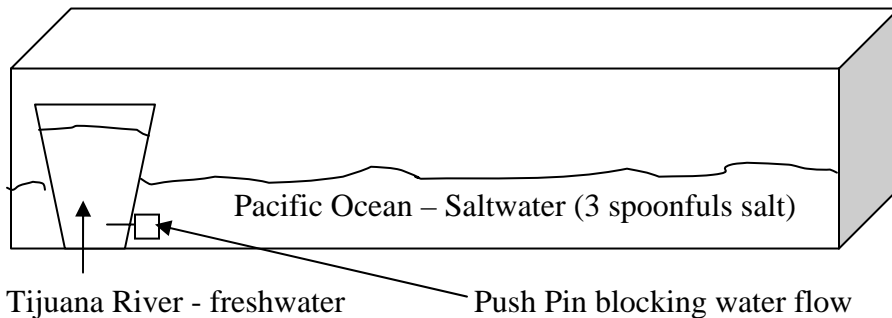 Pacific Ocean – Saltwater (3 spoonfuls salt)
Tijuana River - freshwater
Push Pin blocking water flow